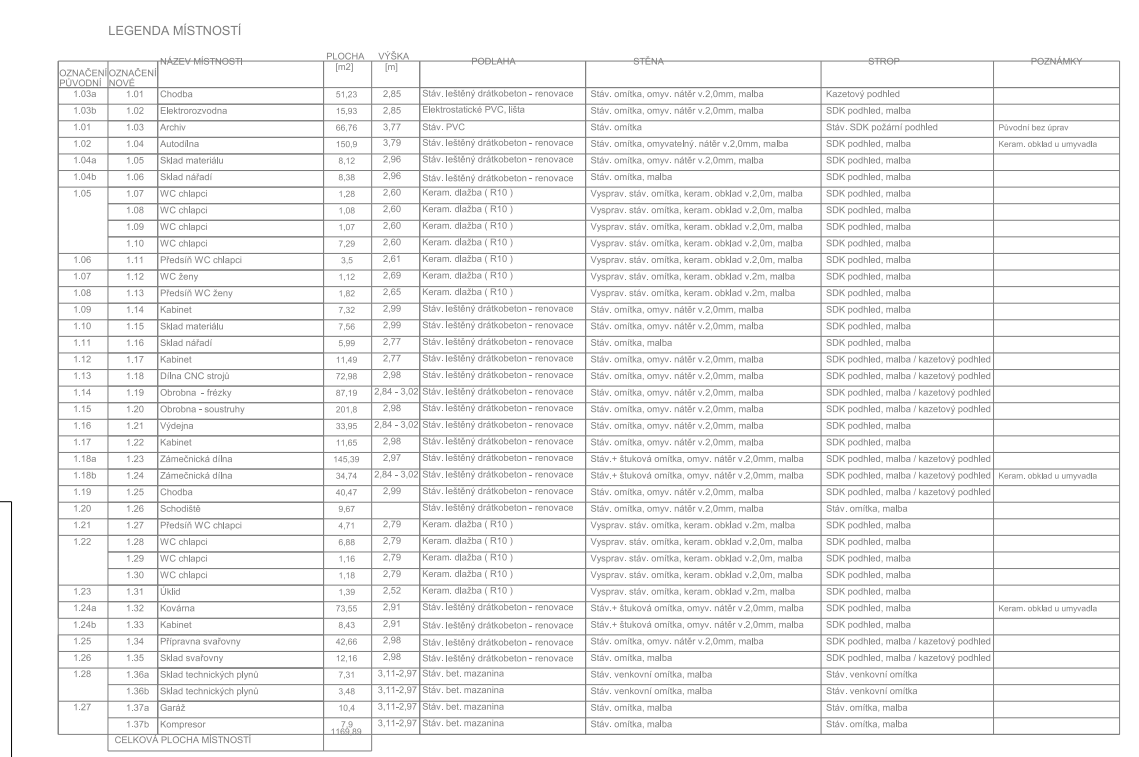 LEGENDA MÍSTNOSTÍ
OZNAČENÍ PŮVODNÍ OZNAČENÍ NOVÉ NÁZEV MÍSTNOSTI PLOCHA [m2] VÝŠKA [m] PODLAHA STĚNA STROP POZNÁMKY
1.03a 1.01 Chodba 51,23 2,85 Stáv. leštěný drátkobeton - renovace Stáv. omítka, omyv. nátěr v.2,0mm, malba Kazetový podhled
1.03b 1.02 Elektrorozvodna 15,93 2,85 Elektrostatické PVC, lišta Stáv. omítka, omyv. nátěr v.2,0mm, malba SDK podhled, malba
1.01 1.03 Archiv 66,76 3,77 Stáv. PVC Stáv. omítka Stáv. SDK požární podhled Původní bez úprav
1.02 1.04 Autodílna 150,9 3,79 Stáv. leštěný drátkobeton - renovace Stáv. omítka, omyvatelný. nátěr v.2,0mm, malba SDK podhled, malba Keram. obklad u umyvadla
1.04a 1.05 Sklad materiálu 8,12 2,96 Stáv. leštěný drátkobeton - renovace Stáv. omítka, omyv. nátěr v.2,0mm, malba SDK podhled, malba
1.04b 1.06 Sklad nářadí 8,38 2,96 Stáv. leštěný drátkobeton - renovace Stáv. omítka, malba SDK podhled, malba
1.05 1.07 WC chlapci 1,28 2,60 Keram. dlažba ( R10 ) Vysprav. stáv. omítka, keram. obklad v.2,0m, malba SDK podhled, malba
1.08 WC chlapci 1,08 2,60 Keram. dlažba ( R10 ) Vysprav. stáv. omítka, keram. obklad v.2,0m, malba SDK podhled, malba
1.09 WC chlapci 1,07 2,60 Keram. dlažba ( R10 ) Vysprav. stáv. omítka, keram. obklad v.2,0m, malba SDK podhled, malba
1.10 WC chlapci 7,29 2,60 Keram. dlažba ( R10 ) Vysprav. stáv. omítka, keram. obklad v.2,0m, malba SDK podhled, malba
1.06 1.11 Předsíň WC chlapci 3,5 2,61 Keram. dlažba ( R10 ) Vysprav. stáv. omítka, keram. obklad v.2,0m, malba SDK podhled, malba
1.07 1.12 WC ženy 1,12 2,69 Keram. dlažba ( R10 ) Vysprav. stáv. omítka, keram. obklad v.2m, malba SDK podhled, malba
1.08 1.13 Předsíň WC ženy 1,82 2,65 Keram. dlažba ( R10 ) Vysprav. stáv. omítka, keram. obklad v.2m, malba SDK podhled, malba
1.09 1.14 Kabinet 7,32 2,99 Stáv. leštěný drátkobeton - renovace Stáv. omítka, omyv. nátěr v.2,0mm, malba SDK podhled, malba
1.10 1.15 Sklad materiálu 7,56 2,99 Stáv. leštěný drátkobeton - renovace Stáv. omítka, omyv. nátěr v.2,0mm, malba SDK podhled, malba
1.11 1.16 Sklad nářadí 5,99 2,77 Stáv. leštěný drátkobeton - renovace Stáv. omítka, malba SDK podhled, malba
1.12 1.17 Kabinet 11,49 2,77 Stáv. leštěný drátkobeton - renovace Stáv. omítka, omyv. nátěr v.2,0mm, malba SDK podhled, malba / kazetový podhled
1.13 1.18 Dílna CNC strojů 72,98 2,98 Stáv. leštěný drátkobeton - renovace Stáv. omítka, omyv. nátěr v.2,0mm, malba SDK podhled, malba / kazetový podhled
1.14 1.19 Obrobna - frézky 87,19 2,84 - 3,02 Stáv. leštěný drátkobeton - renovace Stáv. omítka, omyv. nátěr v.2,0mm, malba SDK podhled, malba / kazetový podhled
1.15 1.20 Obrobna - soustruhy 201,8 2,98 Stáv. leštěný drátkobeton - renovace Stáv. omítka, omyv. nátěr v.2,0mm, malba SDK podhled, malba / kazetový podhled
1.16 1.21 Výdejna 33,95 2,84 - 3,02 Stáv. leštěný drátkobeton - renovace Stáv. omítka, omyv. nátěr v.2,0mm, malba SDK podhled, malba
1.17 1.22 Kabinet 11,65 2,98 Stáv. leštěný drátkobeton - renovace Stáv. omítka, omyv. nátěr v.2,0mm, malba SDK podhled, malba
1.18a 1.23 Zámečnická dílna 145,39 2,97 Stáv. leštěný drátkobeton - renovace Stáv.+ štuková omítka, omyv. nátěr v.2,0mm, malba SDK podhled, malba / kazetový podhled
1.18b 1.24 Zámečnická dílna 34,74 2,84 - 3,02 Stáv. leštěný drátkobeton - renovace Stáv.+ štuková omítka, omyv. nátěr v.2,0mm, malba SDK podhled, malba / kazetový podhled Keram. obklad u umyvadla
1.19 1.25 Chodba 40,47 2,99 Stáv. leštěný drátkobeton - renovace Stáv. omítka, omyv. nátěr v.2,0mm, malba SDK podhled, malba / kazetový podhled
1.20 1.26 Schodiště 9,67 Stáv. leštěný drátkobeton - renovace Stáv. omítka, omyv. nátěr v.2,0mm, malba Stáv. omítka, malba
1.21 1.27 Předsíň WC chlapci 4,71 2,79 Keram. dlažba ( R10 ) Vysprav. stáv. omítka, keram. obklad v.2m, malba SDK podhled, malba
1.22 1.28 WC chlapci 6,88 2,79 Keram. dlažba ( R10 ) Vysprav. stáv. omítka, keram. obklad v.2,0m, malba SDK podhled, malba
1.29 WC chlapci 1,16 2,79 Keram. dlažba ( R10 ) Vysprav. stáv. omítka, keram. obklad v.2,0m, malba SDK podhled, malba
1.30 WC chlapci 1,18 2,79 Keram. dlažba ( R10 ) Vysprav. stáv. omítka, keram. obklad v.2,0m, malba SDK podhled, malba
1.23 1.31 Úklid 1,39 2,52 Keram. dlažba ( R10 ) Vysprav. stáv. omítka, keram. obklad v.2m, malba SDK podhled, malba
1.24a 1.32 Kovárna 73,55 2,91 Stáv. leštěný drátkobeton - renovace Stáv.+ štuková omítka, omyv. nátěr v.2,0mm, malba SDK podhled, malba Keram. obklad u umyvadla
1.24b 1.33 Kabinet 8,43 2,91 Stáv. leštěný drátkobeton - renovace Stáv.+ štuková omítka, omyv. nátěr v.2,0mm, malba SDK podhled, malba
1.25 1.34 Přípravna svařovny 42,66 2,98 Stáv. leštěný drátkobeton - renovace Stáv. omítka, omyv. nátěr v.2,0mm, malba SDK podhled, malba / kazetový podhled
1.26 1.35 Sklad svařovny 12,16 2,98 Stáv. leštěný drátkobeton - renovace Stáv. omítka, malba SDK podhled, malba / kazetový podhled
1.28 1.36a Sklad technických plynů 7,31 3,11-2,97 Stáv. bet. mazanina Stáv. venkovní omítka, malba Stáv. venkovní omítka
1.36b Sklad technických plynů 3,48 3,11-2,97 Stáv. bet. mazanina Stáv. venkovní omítka, malba Stáv. venkovní omítka
1.27 1.37a Garáž 10,4 3,11-2,97 Stáv. bet. mazanina Stáv. omítka, malba Stáv. omítka, malba
1.37b Kompresor 7,9 3,11-2,97 Stáv. bet. mazanina Stáv. omítka, malba Stáv. omítka, malba
CELKOVÁ PLOCHA MÍSTNOSTÍ 1169,89